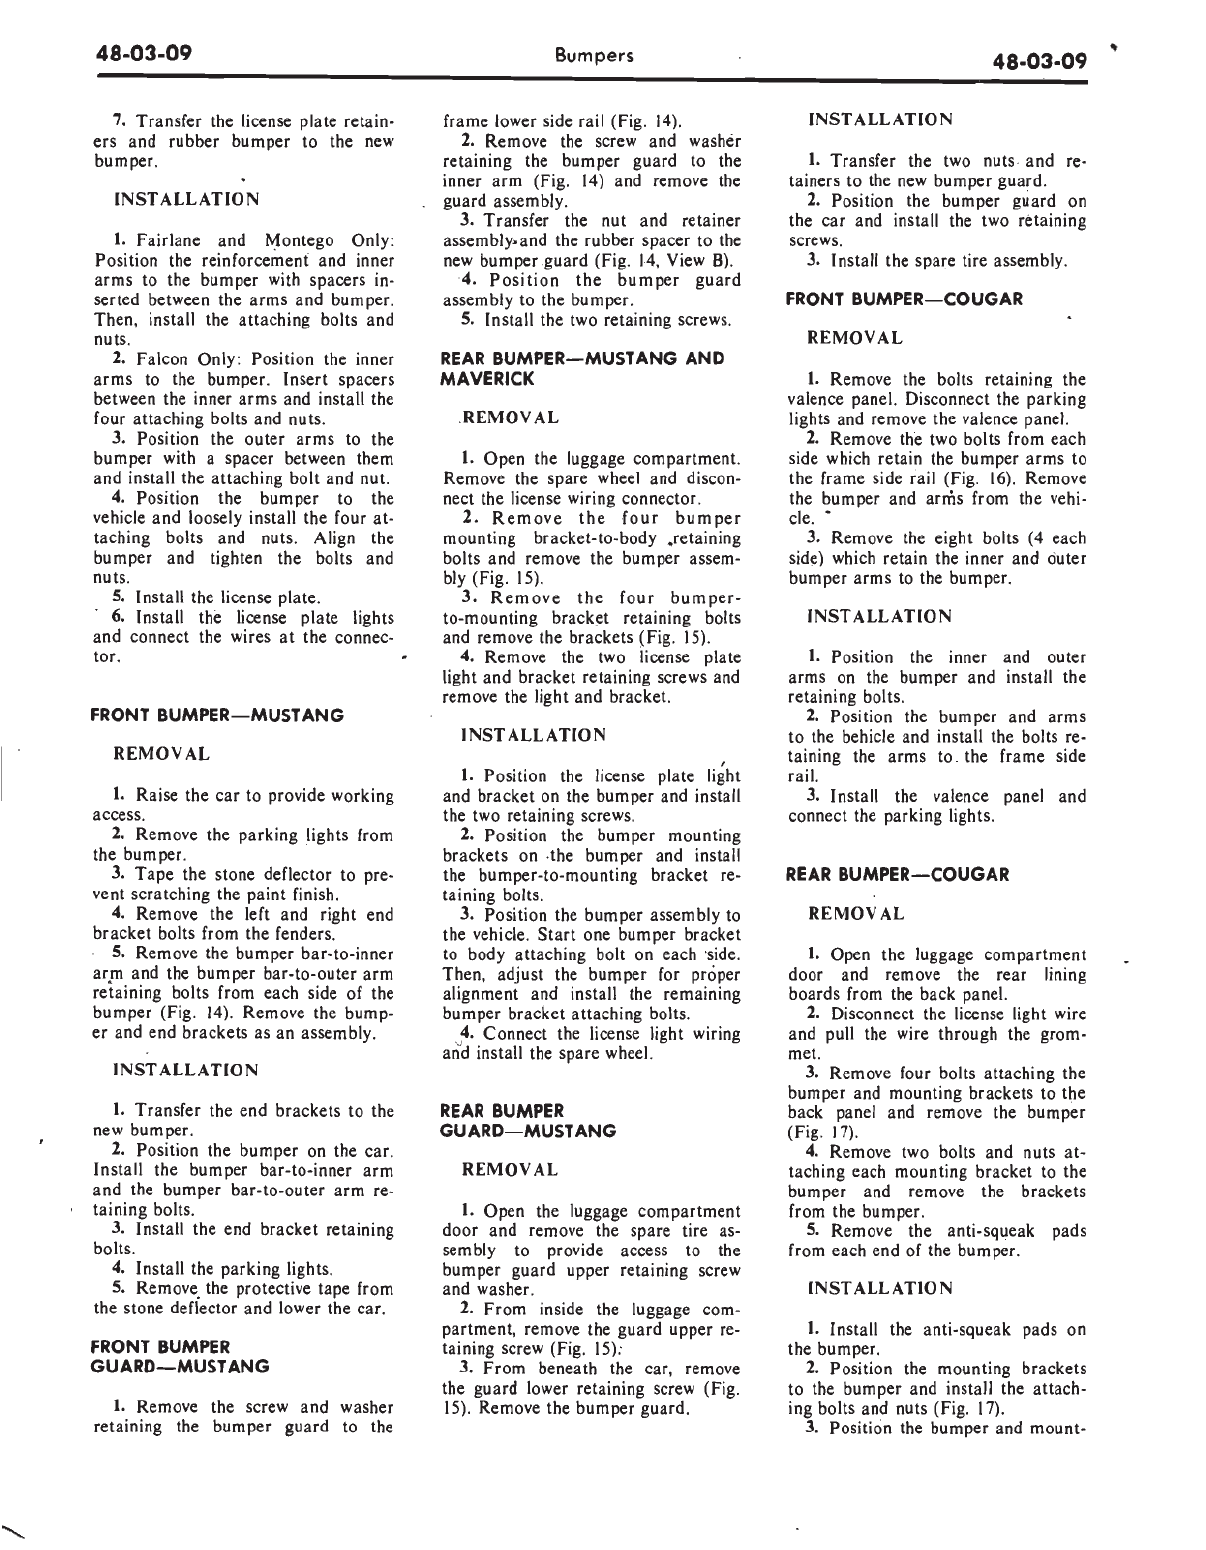 48-03-09
Bumpers
48-03-09
7. Transfer the license plate retain-
ers and rubber bumper to the new
bumper.
INSTALLATION
1. Fairlane and Montego Only:
Position the reinforcement and inner
arms to the bumper with spacers in-
serted between the arms and bumper.
Then, install the attaching bolts and
nuts.
2. Falcon Only: Position the inner
arms to the bumper. Insert spacers
between the inner arms and install the
four attaching bolts and nuts.
3. Position the outer arms to the
bumper with a spacer between them
and install the attaching bolt and nut.
4. Position the bumper to the
vehicle and loosely install the four at-
taching bolts and nuts. Align the
bumper and tighten the bolts and
nuts.
5. Install the license plate.
6. Install the license plate lights
and connect the wires at the connec-
tor.
FRONT BUMPER—MUSTANG
REMOVAL
1. Raise the car to provide working
access.
2. Remove the parking lights from
the bumper.
3. Tape the stone deflector to pre-
vent scratching the paint finish.
4. Remove the left and right end
bracket bolts from the fenders.
5. Remove the bumper bar-to-inner
arm and the bumper bar-to-outer arm
retaining bolts from each side of the
bumper (Fig. 14). Remove the bump-
er and end brackets as an assembly.
INSTALLATION
1. Transfer the end brackets to the
new bumper.
2. Position the bumper on the car.
Install the bumper bar-to-inner arm
and the bumper bar-to-outer arm re-
taining bolts.
3. Install the end bracket retaining
bolts.
4. Install the parking lights.
5. Remove the protective tape from
the stone deflector and lower the car.
FRONT BUMPER
GUARD—MUSTANG
1. Remove the screw and washer
retaining the bumper guard to the
frame lower side rail (Fig. 14).
2. Remove the screw and washer
retaining the bumper guard to the
inner arm (Fig. 14) and remove the
guard assembly.
3. Transfer the nut and retainer
assembly and the rubber spacer to the
new bumper guard (Fig. 14, View B).
4. Position the bumper guard
assembly to the bumper.
5. Install the two retaining screws.
REAR BUMPER—MUSTANG AND
MAVERICK
REMOVAL
1. Open the luggage compartment.
Remove the spare wheel and discon-
nect the license wiring connector.
2. Remove the four bumper
mounting bracket-to-body retaining
bolts and remove the bumper assem-
bly (Fig. 15).
3. Remove the four bumper-
to-mounting bracket retaining bolts
and remove the brackets (Fig. 15).
4. Remove the two license plate
light and bracket retaining screws and
remove the light and bracket.
INSTALLATION
1. Position the license plate light
and bracket on the bumper and install
the two retaining screws.
2. Position the bumper mounting
brackets on the bumper and install
the bumper-to-mounting bracket re-
taining bolts.
3. Position the bumper assembly to
the vehicle. Start one bumper bracket
to body attaching bolt on each side.
Then, adjust the bumper for proper
alignment and install the remaining
bumper bracket attaching bolts.
4. Connect the license light wiring
and install the spare wheel.
REAR BUMPER
GUARD—MUSTANG
REMOVAL
1. Open the luggage compartment
door and remove the spare tire as-
sembly to provide access to the
bumper guard upper retaining screw
and washer.
2. From inside the luggage com-
partment, remove the guard upper re-
taining screw (Fig. 15).
3. From beneath the car, remove
the guard lower retaining screw (Fig.
15). Remove the bumper guard.
INSTALLATION
1. Transfer the two nuts and re-
tainers to the new bumper guard.
2. Position the bumper guard on
the car and install the two retaining
screws.
3. Install the spare tire assembly.
FRONT BUMPER—COUGAR
REMOVAL
1. Remove the bolts retaining the
valence panel. Disconnect the parking
lights and remove the valence panel.
2. Remove the two bolts from each
side which retain the bumper arms to
the frame side rail (Fig. 16). Remove
the bumper and arms from the vehi-
cle.
3. Remove the eight bolts (4 each
side) which retain the inner and outer
bumper arms to the bumper.
INSTALLATION
1. Position the inner and outer
arms on the bumper and install the
retaining bolts.
2. Position the bumper and arms
to the behicle and install the bolts re-
taining the arms to the frame side
rail.
3. Install the valence panel and
connect the parking lights.
REAR BUMPER—COUGAR
REMOVAL
1. Open the luggage compartment
door and remove the rear lining
boards from the back panel.
2. Disconnect the license light wire
and pull the wire through the grom-
met.
3. Remove four bolts attaching the
bumper and mounting brackets to the
back panel and remove the bumper
(Fig. 17).
4. Remove two bolts and nuts at-
taching each mounting bracket to the
bumper and remove the brackets
from the bumper.
5. Remove the anti-squeak pads
from each end of the bumper.
INSTALLATION
1. Install the anti-squeak pads on
the bumper.
2. Position the mounting brackets
to the bumper and install the attach-
ing bolts and nuts (Fig. 17).
3. Position the bumper and mount-